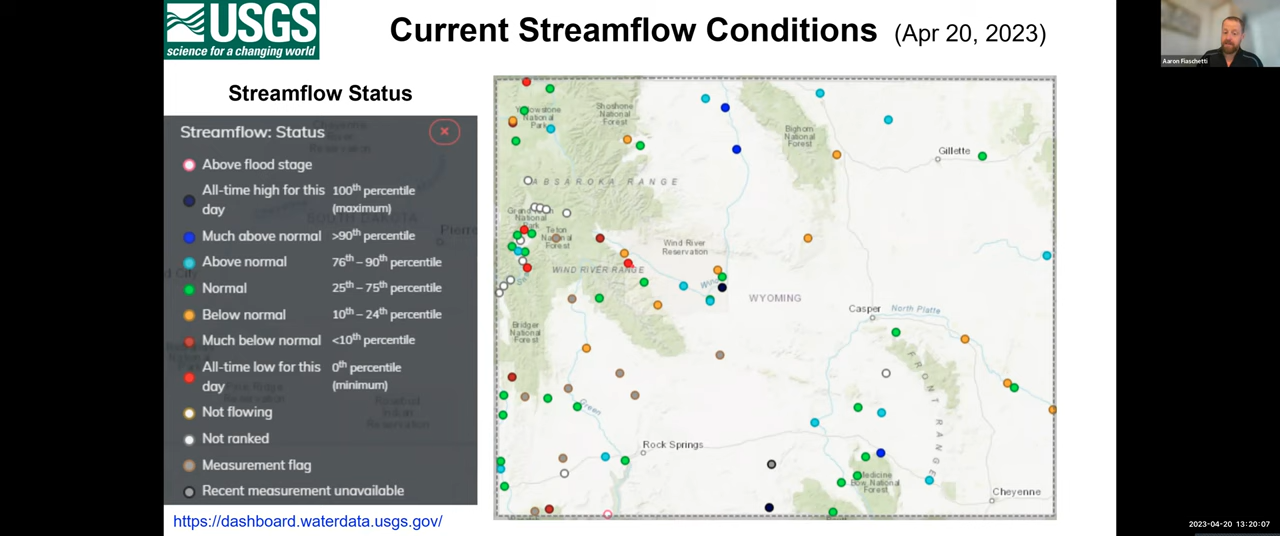 USGS
science for a changing world
Current Streamflow Conditions (Apr 20, 2023)
Aaron Fiaschetti
Streamflow Status
Streamflow: Status
Above flood stage
All-time high for this day 100th percentile (maximum)
Much above normal >90th percentile
Above normal 76th – 90th percentile
Normal 25th – 75th percentile
Below normal 10th – 24th percentile
Much below normal <10th percentile
All-time low for this day 0th percentile (minimum)
Not flowing
Not ranked
Measurement flag
Recent measurement unavailable
SOUTH DAKOTA
Pierre
https://dashboard.waterdata.usgs.gov/
Yellowstone
National
Park
Shoshone
National
Forest
Bighorn
National
Forest
Gillette
ABSAROKA RANGE
Grand
National
Park
Teton
National
Forest
Wind River
Reservation
WIND RIVER RANGE
Wind
WYOMING
Casper
North Platte
Bridger
National
Forest
FRONT RANGE
Green
Rock Springs
Medicine
Bow National
Forest
Cheyenne
2023-04-20 13:20:07